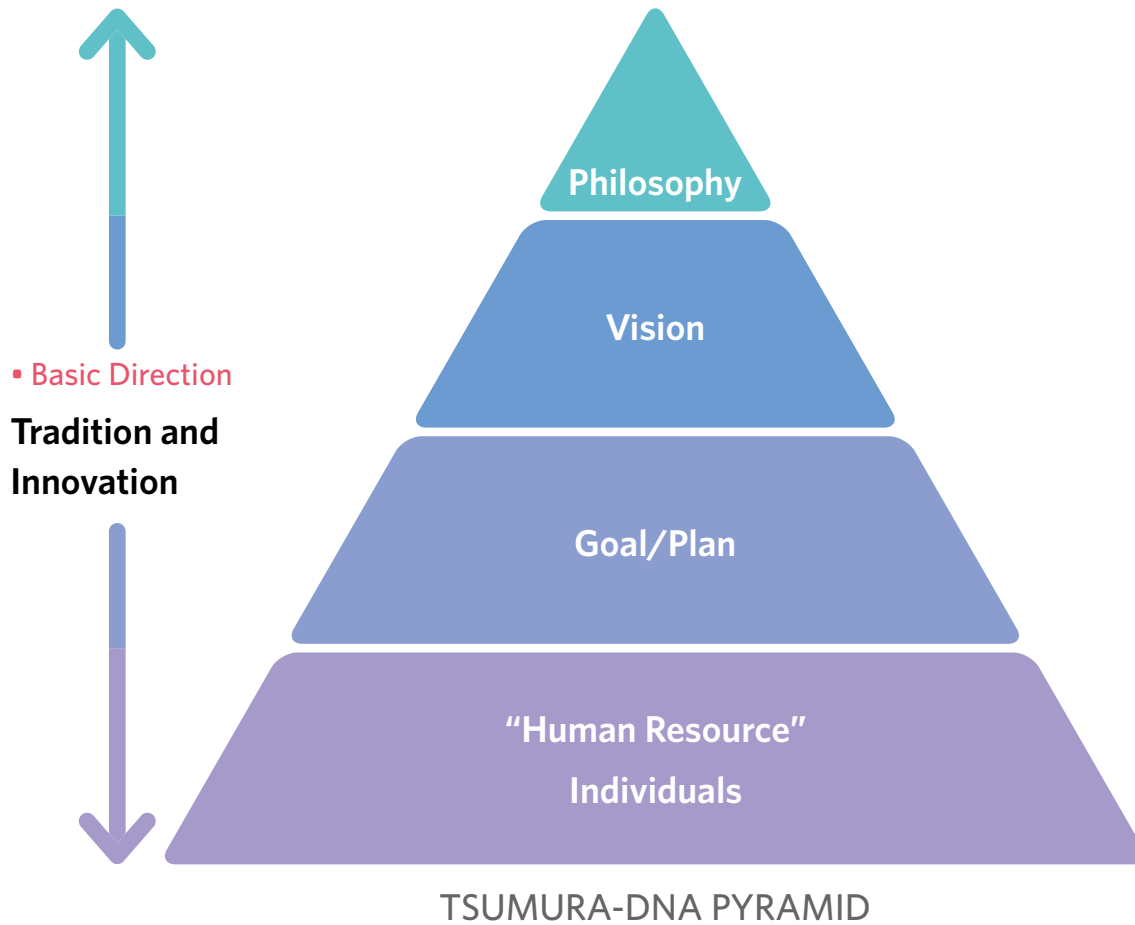 Philosophy
Vision
• Basic Direction
Tradition and
Innovation
Goal/Plan
“Human Resource”
Individuals
TSUMURA-DNA PYRAMID